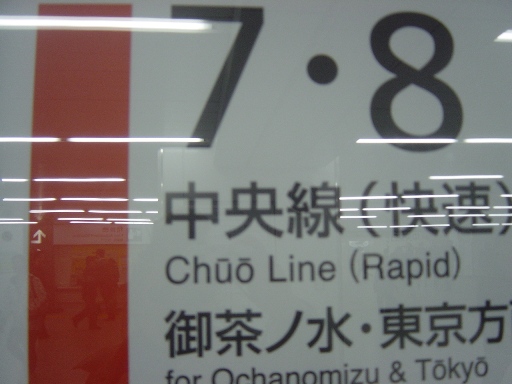 7・8
中央線（快速）
Chūō Line (Rapid)
御茶ノ水・東京方
for Ochanomizu & Tōkyō